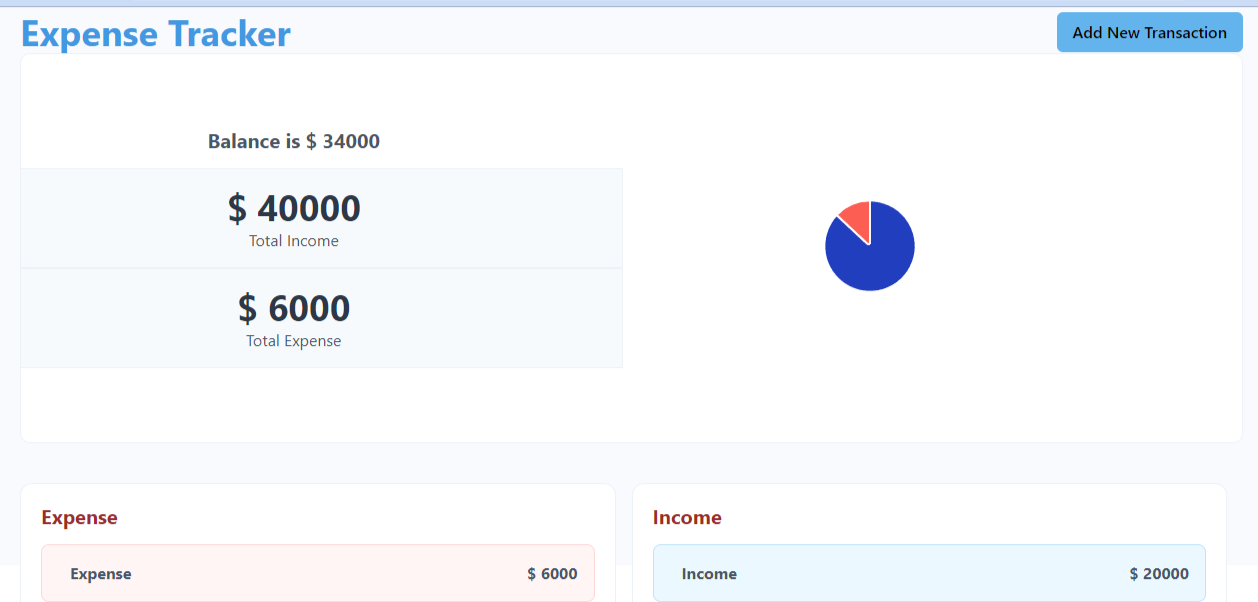 Expense Tracker
Add New Transaction
Balance is $ 34000
$ 40000
Total Income
$ 6000
Total Expense
Expense
Income
Expense $ 6000
Income $ 20000